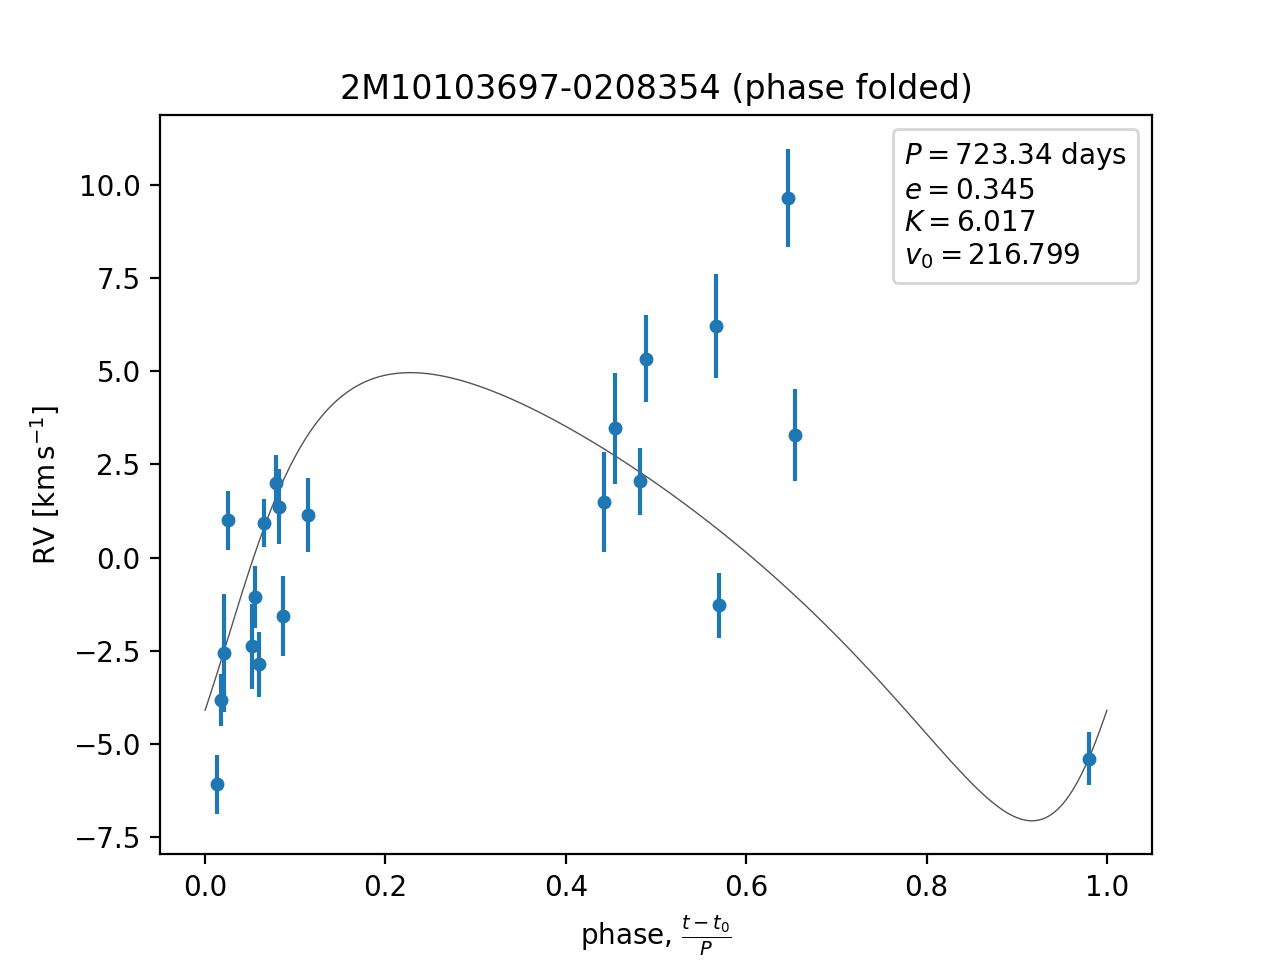 2M10103697-0208354 (phase folded)
P = 723.34 days
e = 0.345
K = 6.017
v₀ = 216.799
RV [km s⁻¹]
10.0
7.5
5.0
2.5
0.0
−2.5
−5.0
−7.5
0.0 0.2 0.4 0.6 0.8 1.0
phase, (t − t₀)/P